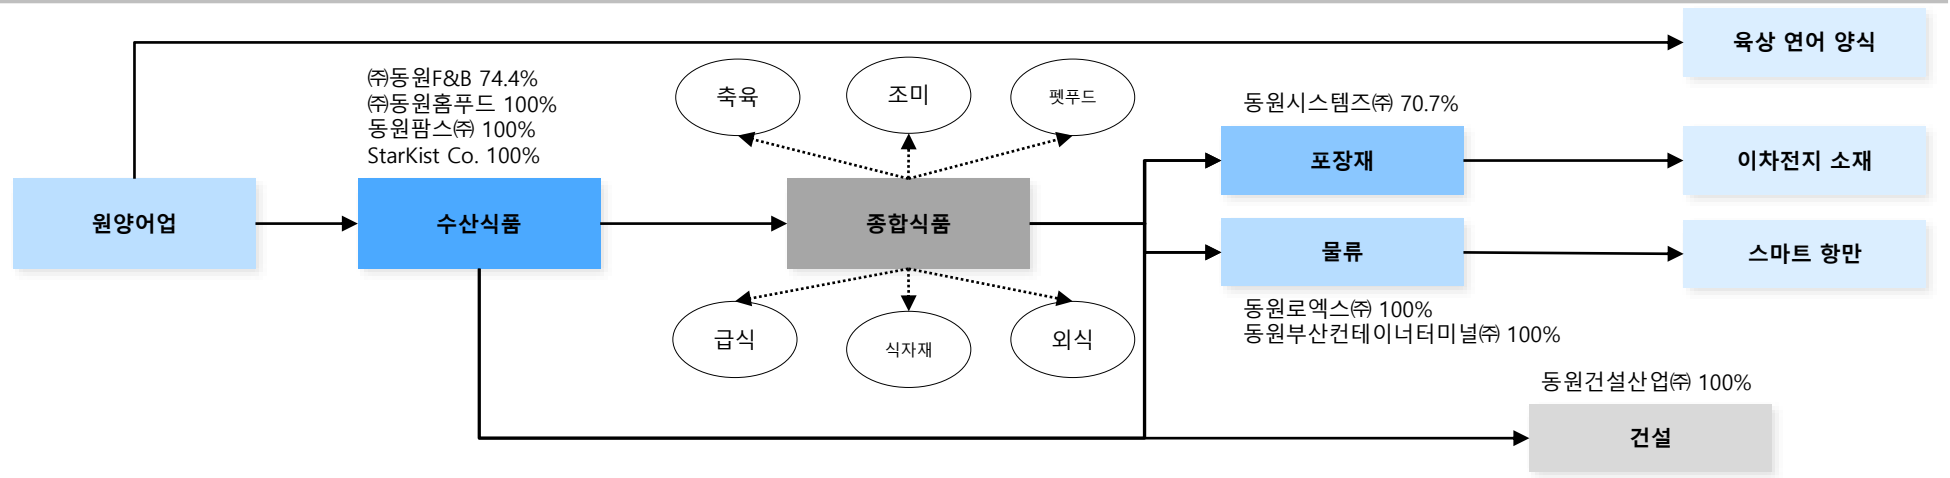 육상 연어 양식
㈜동원F&B 74.4%
㈜동원홈푸드 100%
동원팜스㈜ 100%
StarKist Co. 100%
축육
조미
펫푸드
동원시스템즈㈜ 70.7%
포장재
이차전지 소재
원양어업
수산식품
종합식품
물류
스마트 항만
동원로엑스㈜ 100%
동원부산컨테이너터미널㈜ 100%
급식
식자재
외식
동원건설산업㈜ 100%
건설